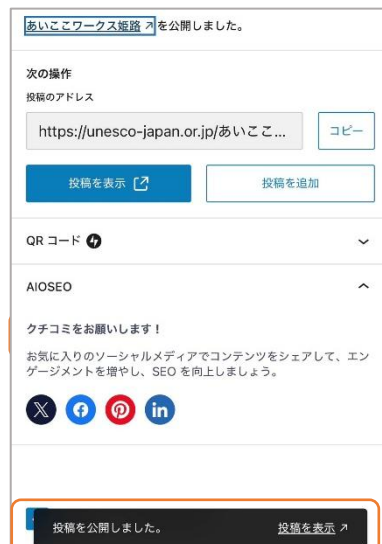 あいここワークス姫路 を公開しました。
次の操作
投稿のアドレス
https://unesco-japan.or.jp/あいここ...
コピー
投稿を表示
投稿を追加
QR コード
AIOSEO
クチコミをお願いします！
お気に入りのソーシャルメディアでコンテンツをシェアして、エン
ゲージメントを増やし、SEO を向上しましょう。
投稿を公開しました。
投稿を表示